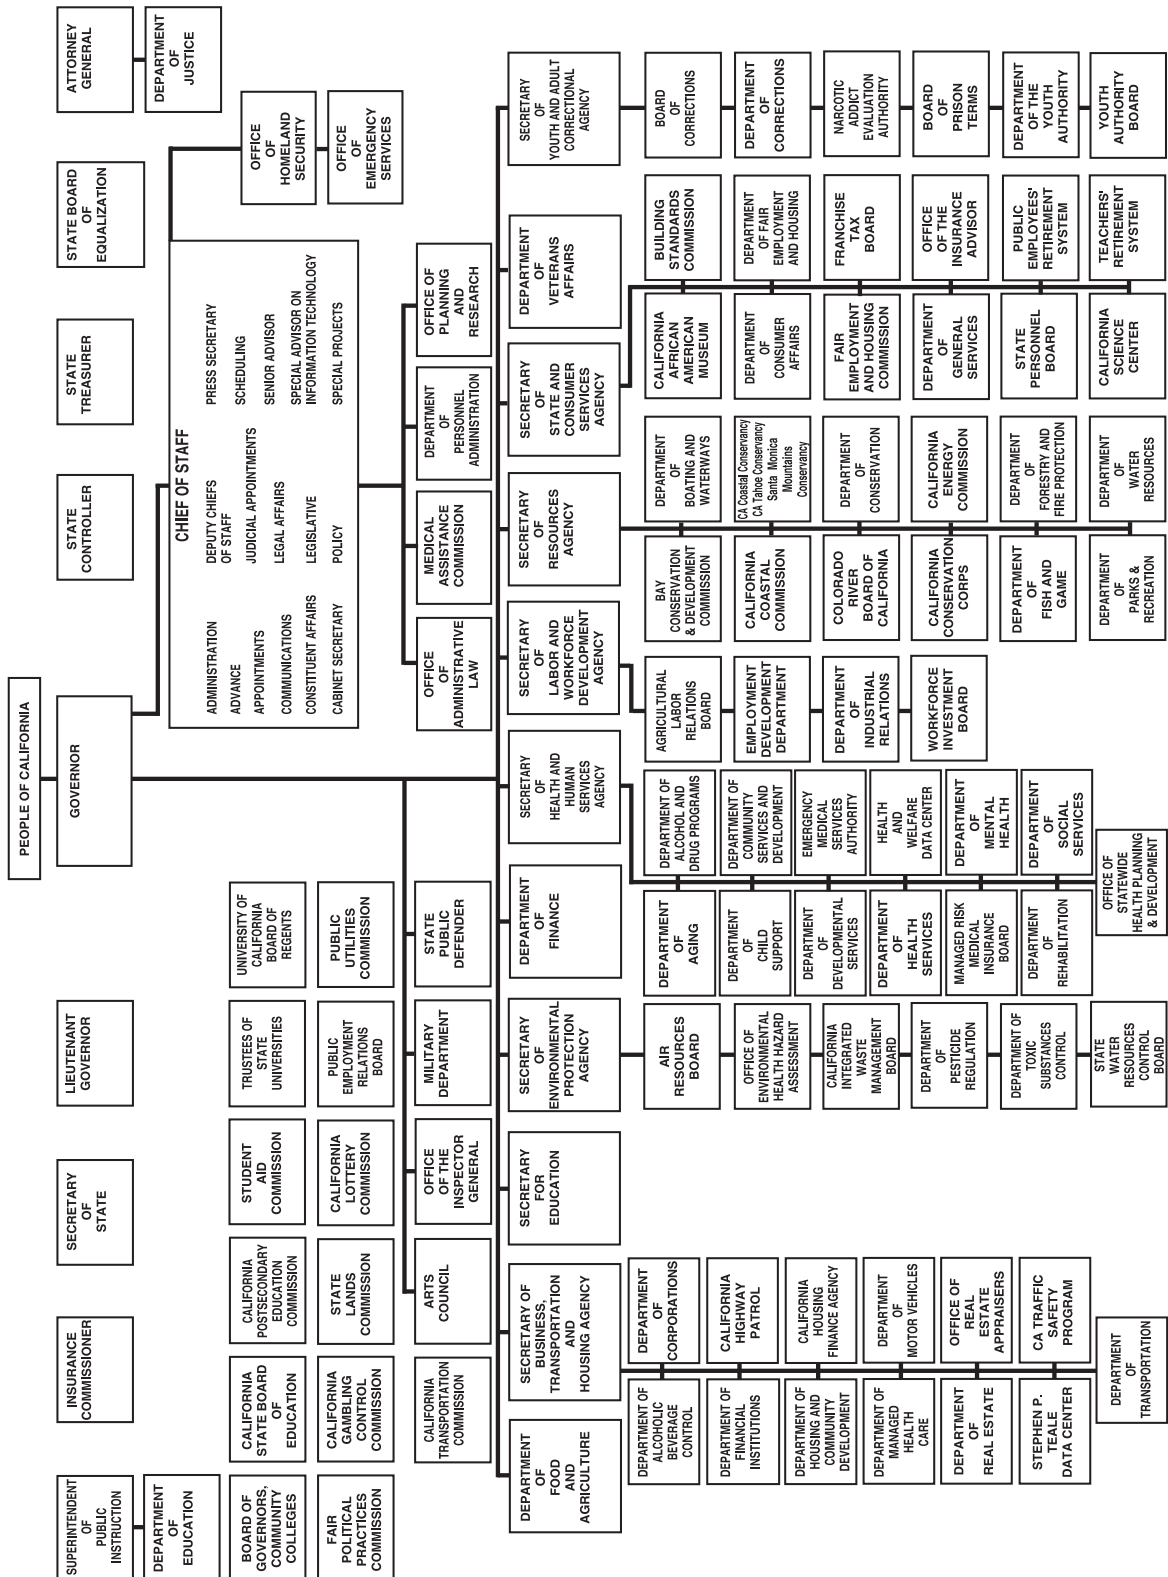 PEOPLE OF CALIFORNIA
GOVERNOR
SUPERINTENDENT
OF
PUBLIC
INSTRUCTION
DEPARTMENT
OF
EDUCATION
INSURANCE
COMMISSIONER
SECRETARY
OF
STATE
LIEUTENANT
GOVERNOR
STATE
CONTROLLER
STATE
TREASURER
STATE BOARD
OF
EQUALIZATION
ATTORNEY
GENERAL
DEPARTMENT
OF
JUSTICE
BOARD OF
GOVERNORS,
COMMUNITY
COLLEGES
CALIFORNIA
STATE BOARD
OF
EDUCATION
CALIFORNIA
POSTSECONDARY
EDUCATION
COMMISSION
STUDENT
AID
COMMISSION
TRUSTEES OF
STATE
UNIVERSITIES
UNIVERSITY OF
CALIFORNIA
BOARD OF
REGENTS
FAIR
POLITICAL
PRACTICES
COMMISSION
CALIFORNIA
GAMBLING
CONTROL
COMMISSION
STATE
LANDS
COMMISSION
CALIFORNIA
LOTTERY
COMMISSION
PUBLIC
EMPLOYMENT
RELATIONS
BOARD
PUBLIC
UTILITIES
COMMISSION
CHIEF OF STAFF
ADMINISTRATION
ADVANCE
APPOINTMENTS
COMMUNICATIONS
CONSTITUENT AFFAIRS
CABINET SECRETARY
DEPUTY CHIEFS
OF STAFF
JUDICIAL APPOINTMENTS
LEGAL AFFAIRS
LEGISLATIVE
POLICY
PRESS SECRETARY
SCHEDULING
SENIOR ADVISOR
SPECIAL ADVISOR ON
INFORMATION TECHNOLOGY
SPECIAL PROJECTS
OFFICE
OF
HOMELAND
SECURITY
OFFICE
OF
EMERGENCY
SERVICES
CALIFORNIA
TRANSPORTATION
COMMISSION
ARTS
COUNCIL
OFFICE
OF THE
INSPECTOR
GENERAL
MILITARY
DEPARTMENT
STATE
PUBLIC
DEFENDER
OFFICE
OF
ADMINISTRATIVE
LAW
MEDICAL
ASSISTANCE
COMMISSION
DEPARTMENT
OF
PERSONNEL
ADMINISTRATION
OFFICE OF
PLANNING
AND
RESEARCH
DEPARTMENT
OF
FOOD
AND
AGRICULTURE
SECRETARY OF
BUSINESS,
TRANSPORTATION
AND
HOUSING AGENCY
SECRETARY
FOR
EDUCATION
SECRETARY
OF
ENVIRONMENTAL
PROTECTION
AGENCY
DEPARTMENT
OF
FINANCE
SECRETARY
OF
HEALTH AND
HUMAN
SERVICES
AGENCY
SECRETARY
OF
LABOR AND
WORKFORCE
DEVELOPMENT
AGENCY
SECRETARY
OF
RESOURCES
AGENCY
SECRETARY
OF
STATE AND
CONSUMER
SERVICES
AGENCY
DEPARTMENT
OF
VETERANS
AFFAIRS
SECRETARY
OF
YOUTH AND ADULT
CORRECTIONAL
AGENCY
DEPARTMENT OF
ALCOHOLIC
BEVERAGE
CONTROL
DEPARTMENT
OF
CORPORATIONS
DEPARTMENT OF
FINANCIAL
INSTITUTIONS
CALIFORNIA
HIGHWAY
PATROL
DEPARTMENT OF
HOUSING AND
COMMUNITY
DEVELOPMENT
CALIFORNIA
HOUSING
FINANCE AGENCY
DEPARTMENT OF
MANAGED
HEALTH
CARE
DEPARTMENT
OF
MOTOR VEHICLES
DEPARTMENT
OF
REAL ESTATE
OFFICE OF
REAL
ESTATE
APPRAISERS
STEPHEN P.
TEALE
DATA CENTER
CA TRAFFIC
SAFETY
PROGRAM
DEPARTMENT
OF
TRANSPORTATION
AIR
RESOURCES
BOARD
OFFICE OF
ENVIRONMENTAL
HEALTH HAZARD
ASSESSMENT
CALIFORNIA
INTEGRATED
WASTE
MANAGEMENT
BOARD
DEPARTMENT
OF
PESTICIDE
REGULATION
DEPARTMENT OF
TOXIC
SUBSTANCES
CONTROL
STATE
WATER
RESOURCES
CONTROL
BOARD
DEPARTMENT
OF
AGING
DEPARTMENT OF
ALCOHOL AND
DRUG PROGRAMS
DEPARTMENT
OF
CHILD
SUPPORT
DEPARTMENT OF
COMMUNITY
SERVICES AND
DEVELOPMENT
DEPARTMENT
OF
DEVELOPMENTAL
SERVICES
EMERGENCY
MEDICAL
SERVICES
AUTHORITY
DEPARTMENT
OF
HEALTH
SERVICES
HEALTH
AND
WELFARE
DATA CENTER
MANAGED RISK
MEDICAL
INSURANCE
BOARD
DEPARTMENT
OF
MENTAL
HEALTH
DEPARTMENT
OF
REHABILITATION
DEPARTMENT
OF
SOCIAL
SERVICES
OFFICE OF
STATEWIDE
HEALTH PLANNING
& DEVELOPMENT
AGRICULTURAL
LABOR
RELATIONS
BOARD
EMPLOYMENT
DEVELOPMENT
DEPARTMENT
DEPARTMENT
OF
INDUSTRIAL
RELATIONS
WORKFORCE
INVESTMENT
BOARD
BAY
CONSERVATION
& DEVELOPMENT
COMMISSION
DEPARTMENT
OF
BOATING AND
WATERWAYS
CALIFORNIA
COASTAL
COMMISSION
CA Coastal Conservancy
CA Tahoe Conservancy
Santa Monica
Mountains
Conservancy
COLORADO
RIVER
BOARD OF
CALIFORNIA
DEPARTMENT
OF
CONSERVATION
CALIFORNIA
CONSERVATION
CORPS
CALIFORNIA
ENERGY
COMMISSION
DEPARTMENT
OF
FISH AND
GAME
DEPARTMENT
OF
FORESTRY AND
FIRE PROTECTION
DEPARTMENT
OF
PARKS &
RECREATION
DEPARTMENT
OF
WATER
RESOURCES
CALIFORNIA
AFRICAN
AMERICAN
MUSEUM
BUILDING
STANDARDS
COMMISSION
DEPARTMENT
OF
CONSUMER
AFFAIRS
DEPARTMENT
OF FAIR
EMPLOYMENT
AND HOUSING
FAIR
EMPLOYMENT
AND HOUSING
COMMISSION
FRANCHISE
TAX
BOARD
DEPARTMENT
OF
GENERAL
SERVICES
OFFICE
OF THE
INSURANCE
ADVISOR
STATE
PERSONNEL
BOARD
PUBLIC
EMPLOYEES'
RETIREMENT
SYSTEM
CALIFORNIA
SCIENCE
CENTER
TEACHERS'
RETIREMENT
SYSTEM
BOARD
OF
CORRECTIONS
DEPARTMENT
OF
CORRECTIONS
NARCOTIC
ADDICT
EVALUATION
AUTHORITY
BOARD
OF
PRISON
TERMS
DEPARTMENT
OF THE
YOUTH
AUTHORITY
YOUTH
AUTHORITY
BOARD